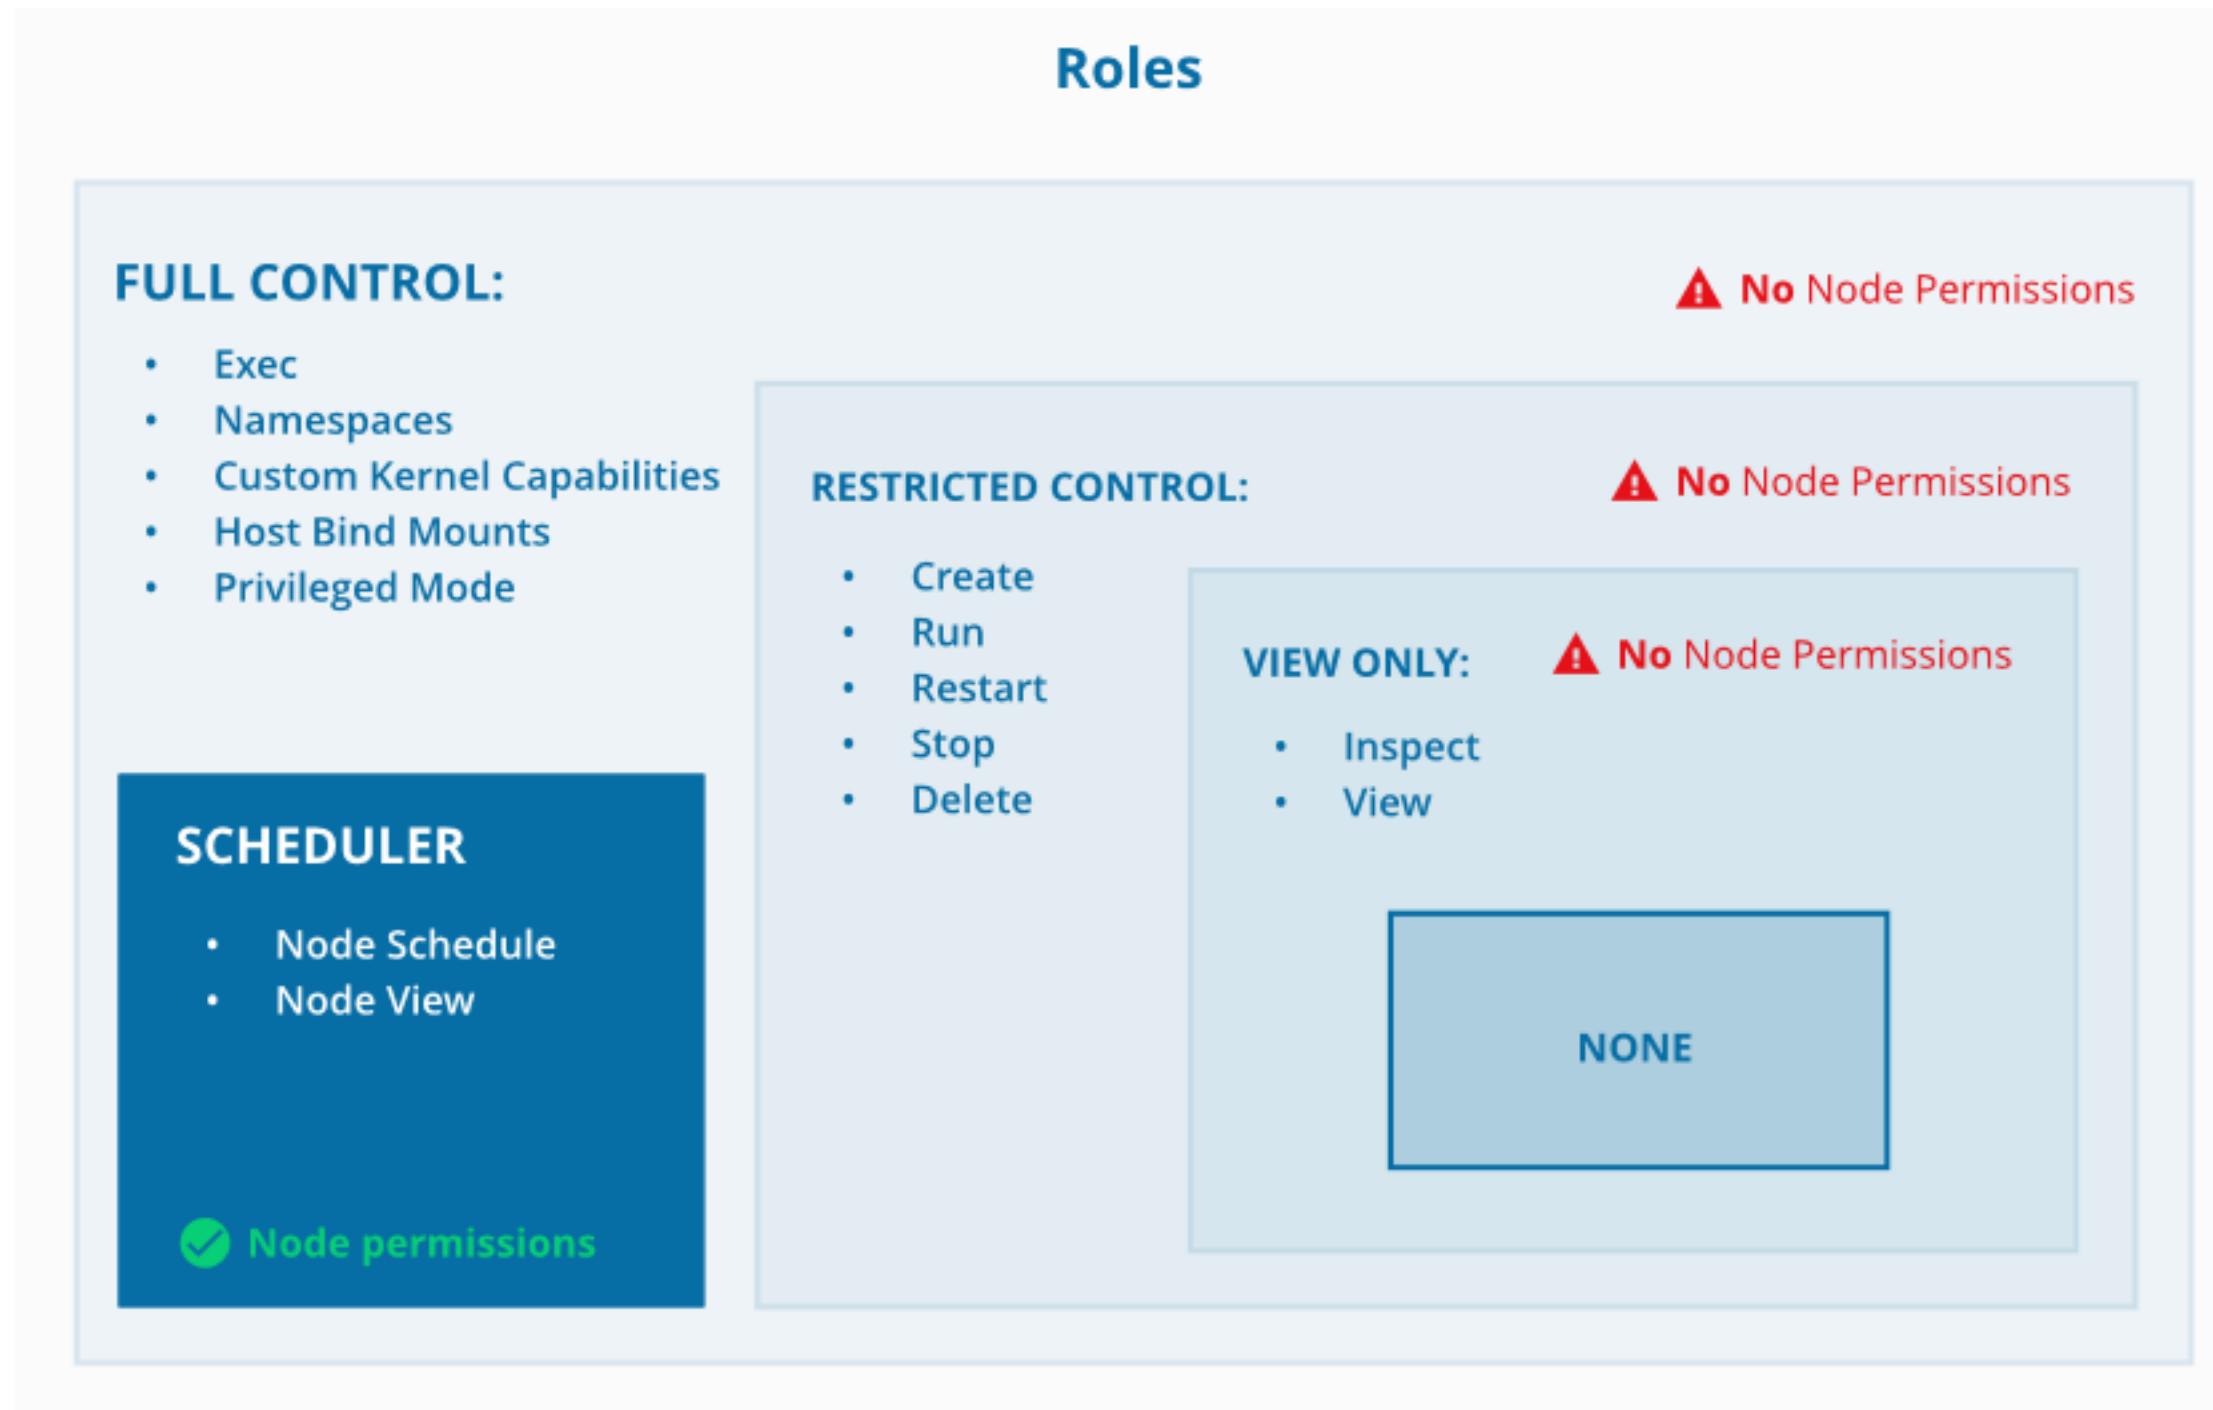 Roles
FULL CONTROL:
No Node Permissions
• Exec
• Namespaces
• Custom Kernel Capabilities
• Host Bind Mounts
• Privileged Mode
SCHEDULER
• Node Schedule
• Node View
Node permissions
RESTRICTED CONTROL:
No Node Permissions
• Create
• Run
• Restart
• Stop
• Delete
VIEW ONLY:
No Node Permissions
• Inspect
• View
NONE